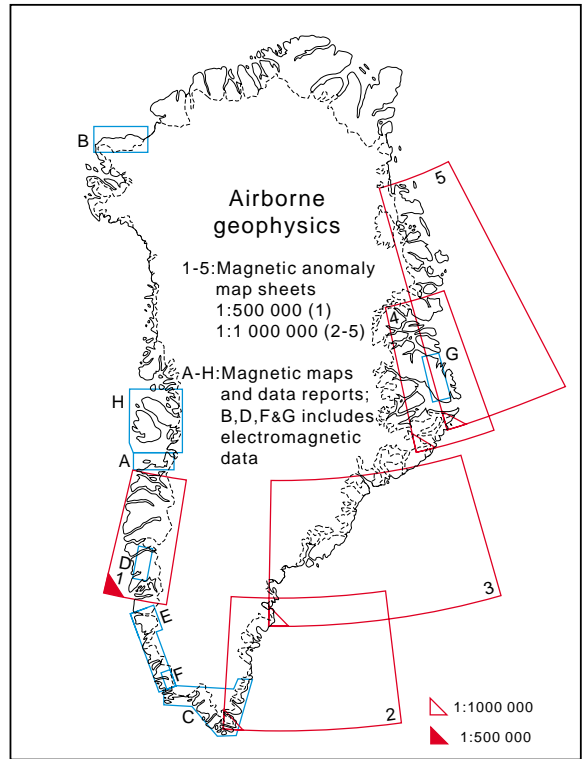 B
5
Airborne
geophysics
1-5:Magnetic anomaly
map sheets
1:500 000 (1)
1:1 000 000 (2-5)
4
G
A-H:Magnetic maps
and data reports;
B,D,F&G includes
electromagnetic
data
H
A
D
1
3
E
F
C
2
1:1000 000
1:500 000